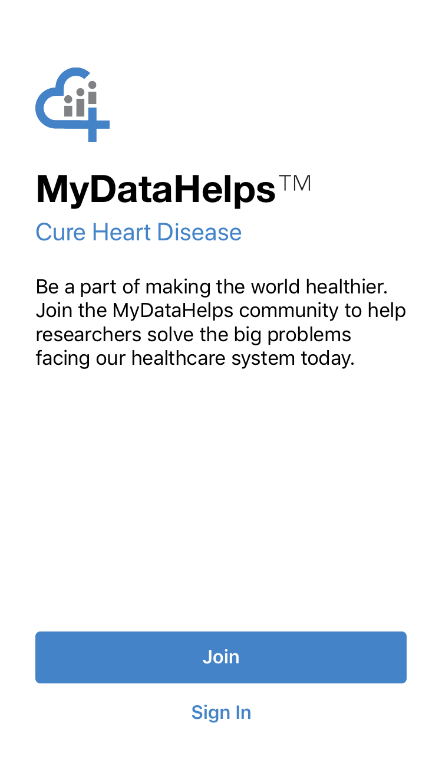 MyDataHelps™
Cure Heart Disease
Be a part of making the world healthier.
Join the MyDataHelps community to help
researchers solve the big problems
facing our healthcare system today.
Join
Sign In